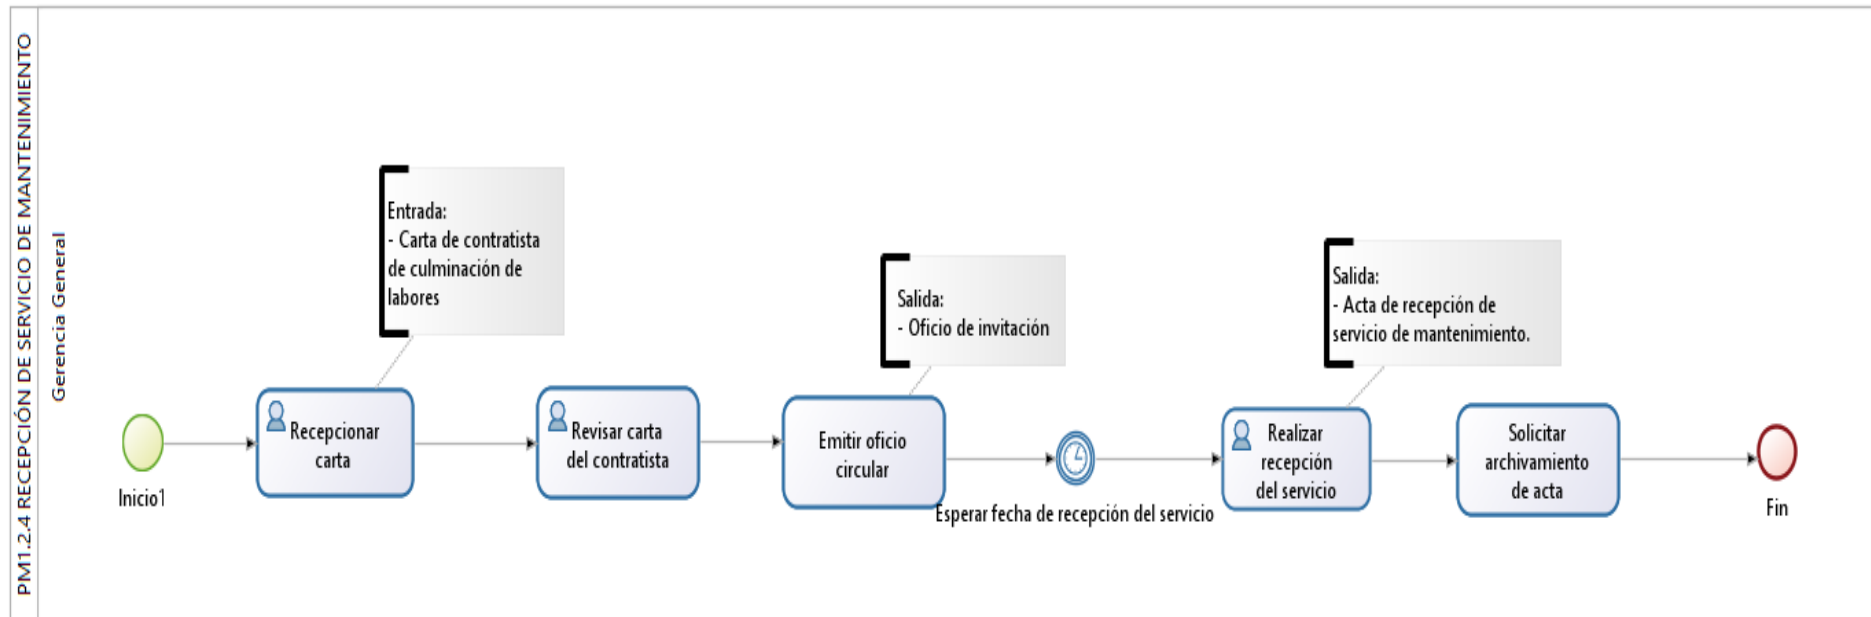 PM1.2.4 RECEPCIÓN DE SERVICIO DE MANTENIMIENTO
Gerencia General
Inicio1
Entrada:
- Carta de contratista
de culminación de
labores
Recepcionar
carta
Revisar carta
del contratista
Salida:
- Oficio de invitación
Emitir oficio
circular
Esperar fecha de recepción del servicio
Salida:
- Acta de recepción de
servicio de mantenimiento.
Realizar
recepción
del servicio
Solicitar
archivamiento
de acta
Fin